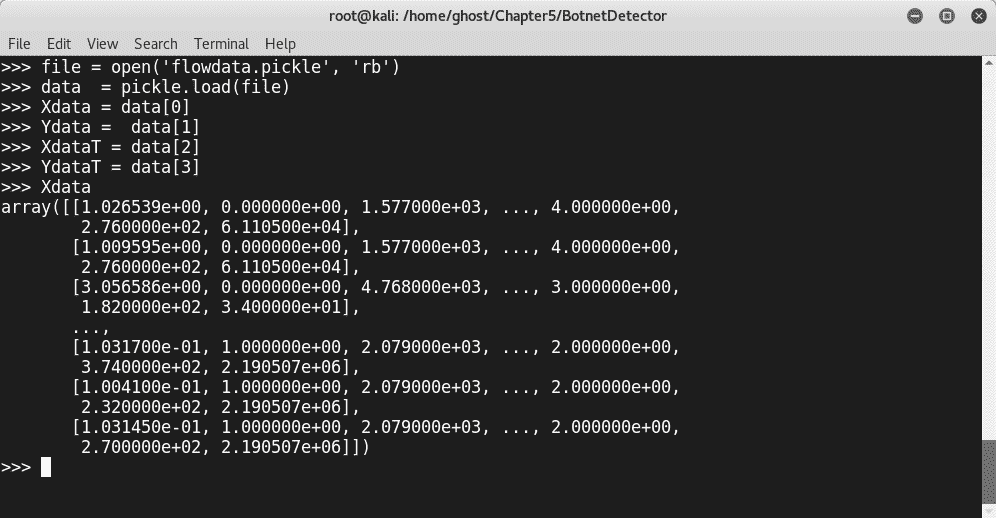 root@kali: /home/ghost/Chapter5/BotnetDetector
File Edit View Search Terminal Help
>>> file = open('flowdata.pickle', 'rb')
>>> data  = pickle.load(file)
>>> Xdata = data[0]
>>> Ydata =  data[1]
>>> XdataT = data[2]
>>> YdataT = data[3]
>>> Xdata
array([[1.026539e+00, 0.000000e+00, 1.577000e+03, ..., 4.000000e+00,
        2.760000e+02, 6.110500e+04],
       [1.009595e+00, 0.000000e+00, 1.577000e+03, ..., 4.000000e+00,
        2.760000e+02, 6.110500e+04],
       [3.056586e+00, 0.000000e+00, 4.768000e+03, ..., 3.000000e+00,
        1.820000e+02, 3.400000e+01],
       ...,
       [1.031700e-01, 1.000000e+00, 2.079000e+03, ..., 2.000000e+00,
        3.740000e+02, 2.190507e+06],
       [1.004100e-01, 1.000000e+00, 2.079000e+03, ..., 2.000000e+00,
        2.320000e+02, 2.190507e+06],
       [1.031450e-01, 1.000000e+00, 2.079000e+03, ..., 2.000000e+00,
        2.700000e+02, 2.190507e+06]])
>>>